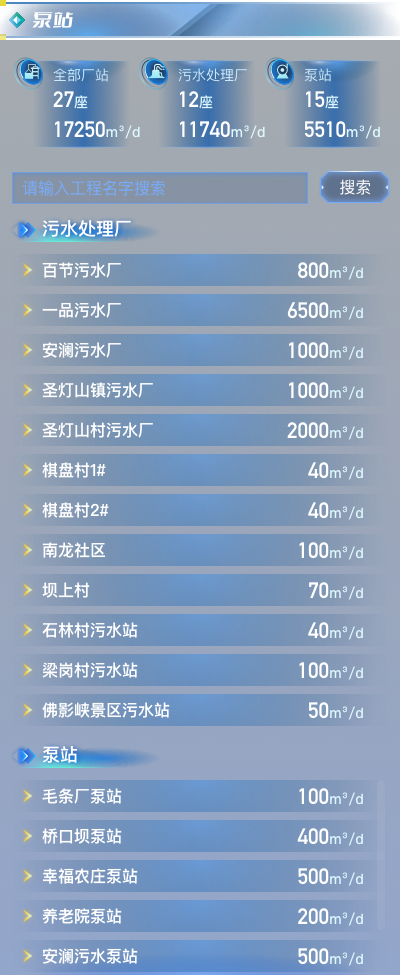 泵站
全部厂站
27座
17250m³/d
污水处理厂
12座
11740m³/d
泵站
15座
5510m³/d
请输入工程名字搜索
搜索
污水处理厂
百节污水厂 800m³/d
一品污水厂 6500m³/d
安澜污水厂 1000m³/d
圣灯山镇污水厂 1000m³/d
圣灯山村污水厂 2000m³/d
棋盘村1# 40m³/d
棋盘村2# 40m³/d
南龙社区 100m³/d
坝上村 70m³/d
石林村污水站 40m³/d
梁岗村污水站 100m³/d
佛影峡景区污水站 50m³/d
泵站
毛条厂泵站 100m³/d
桥口坝泵站 400m³/d
幸福农庄泵站 500m³/d
养老院泵站 200m³/d
安澜污水泵站 500m³/d